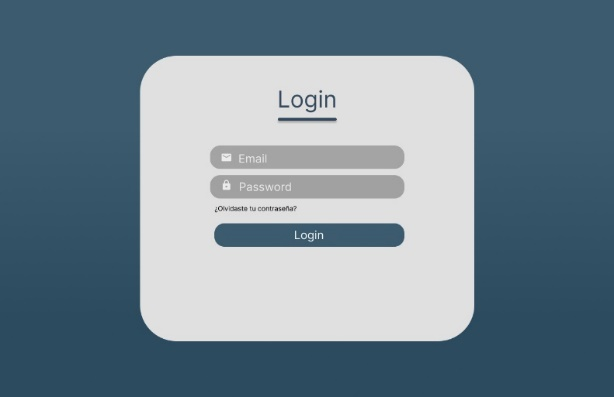 Login
Email
Password
¿Olvidaste tu contraseña?
Login